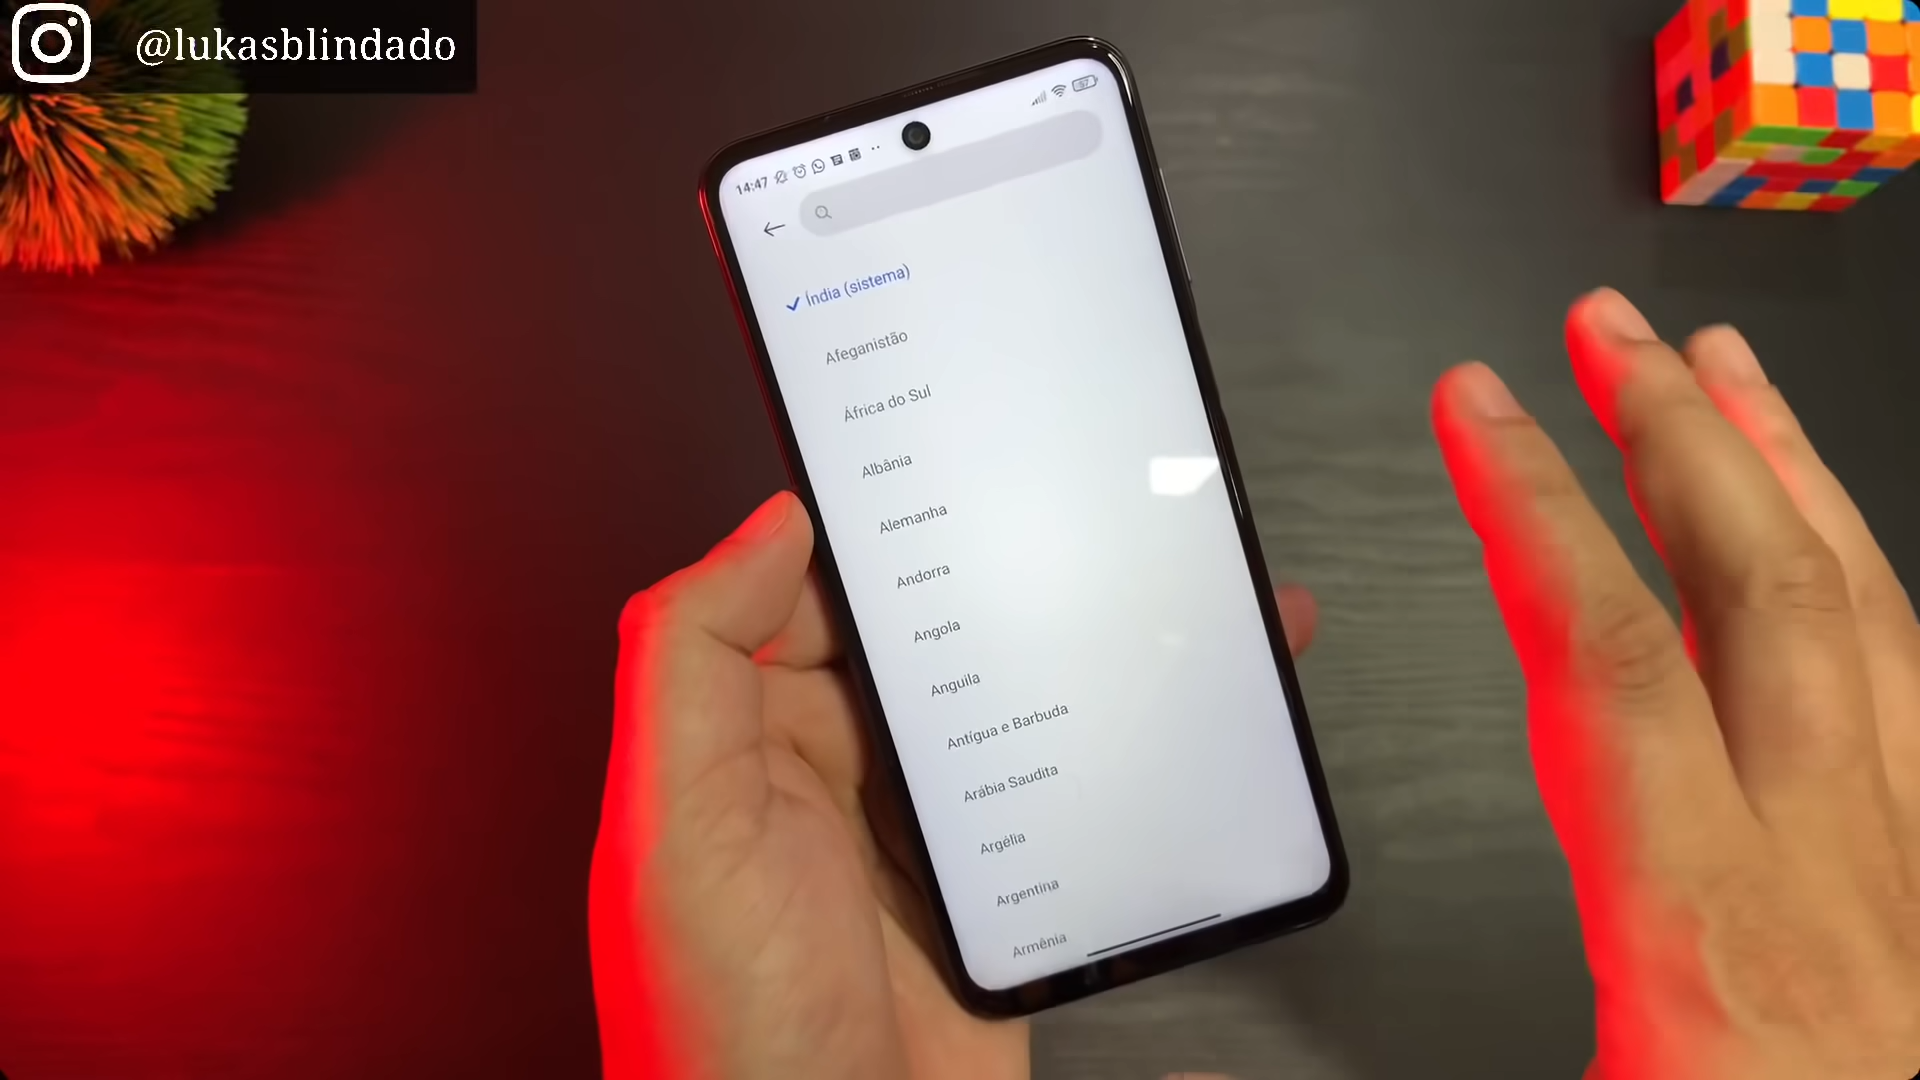 @lukasblindado
14:47
Índia (sistema)
Afeganistão
África do Sul
Albânia
Alemanha
Andorra
Angola
Anguila
Antígua e Barbuda
Arábia Saudita
Argélia
Argentina
Armênia